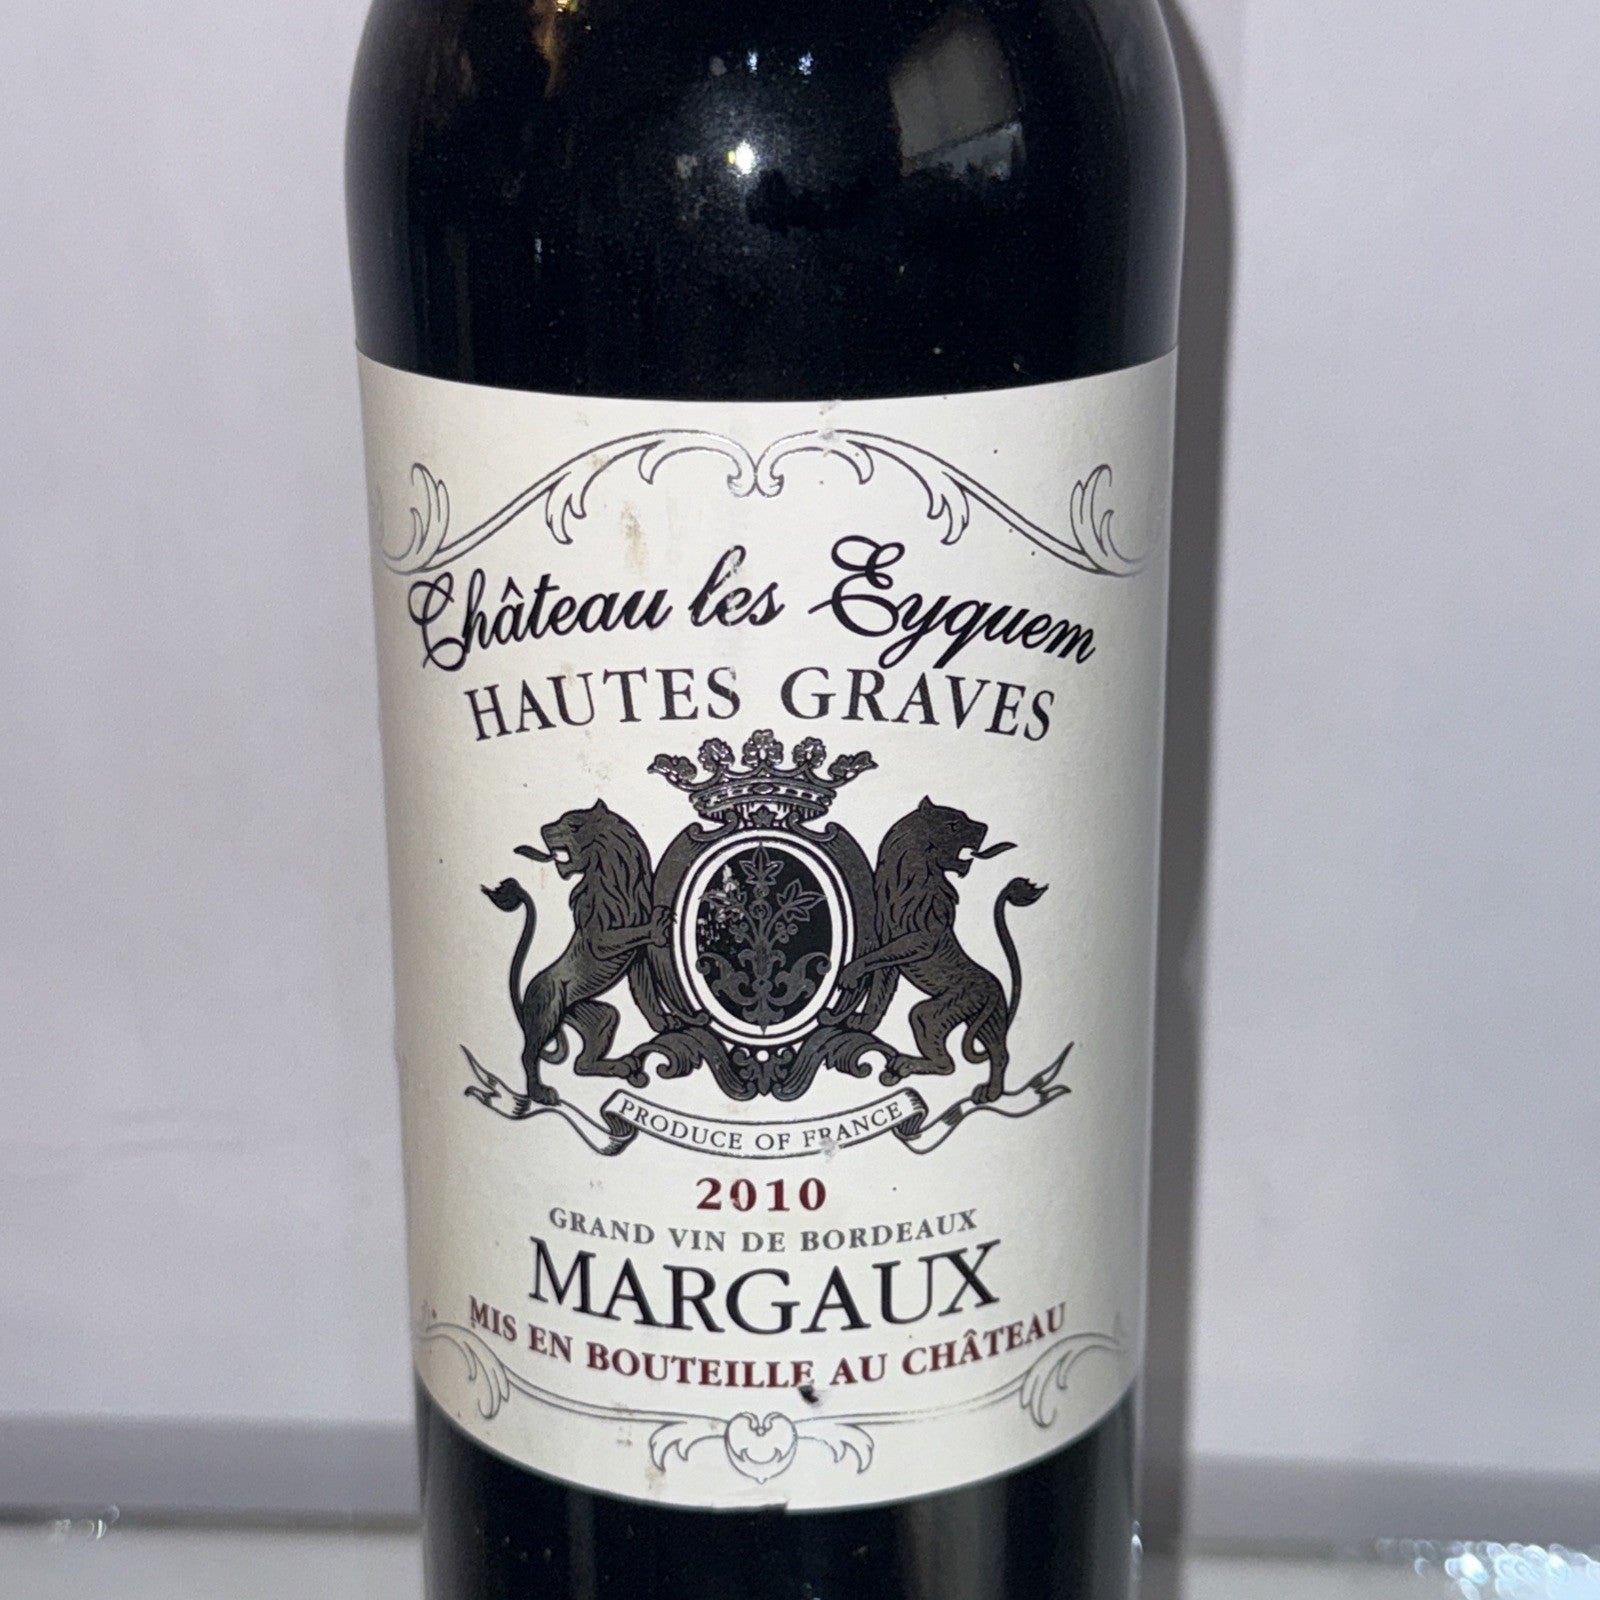 Château les Eyquem
HAUTES GRAVES
PRODUCE OF FRANCE
2010
GRAND VIN DE BORDEAUX
MARGAUX
MIS EN BOUTEILLE AU CHÂTEAU